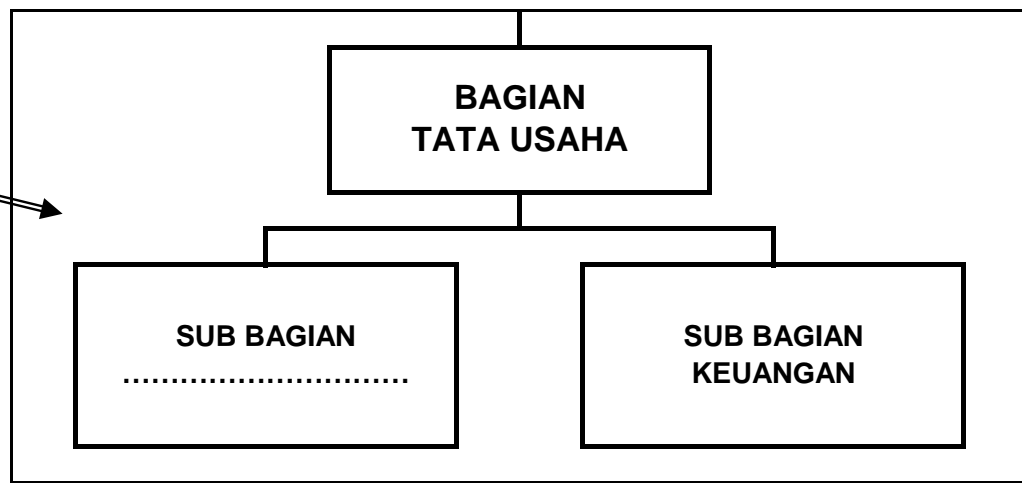 BAGIAN
TATA USAHA
SUB BAGIAN
..............................
SUB BAGIAN
KEUANGAN